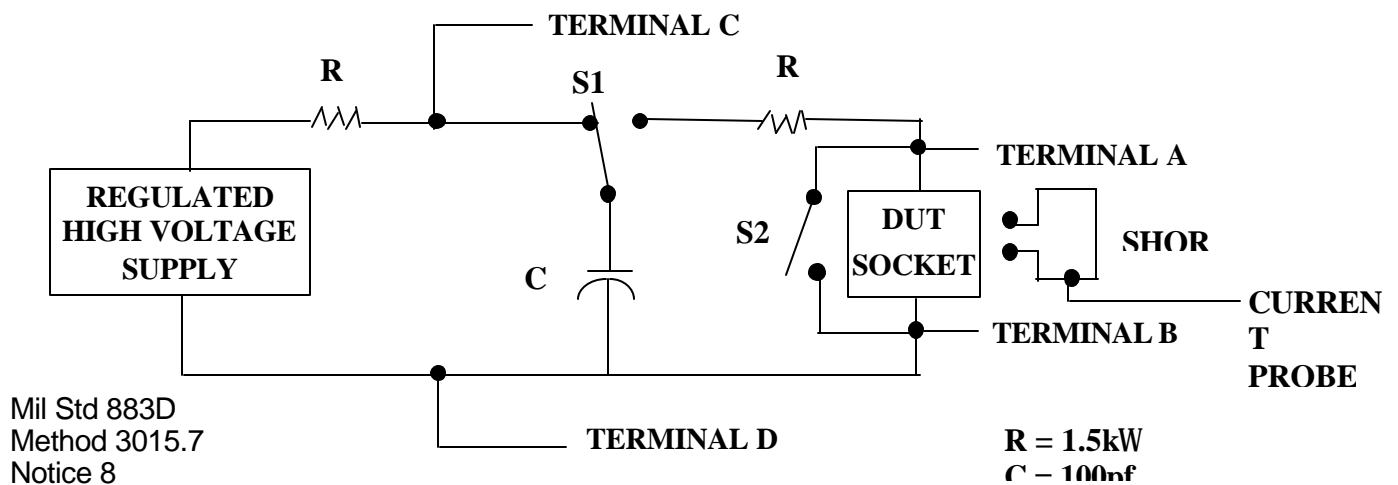 TERMINAL C
R
S1
R
REGULATED
HIGH VOLTAGE
SUPPLY
C
S2
DUT
SOCKET
TERMINAL A
SHOR
CURREN
T
PROBE
TERMINAL B
TERMINAL D
Mil Std 883D
Method 3015.7
Notice 8
R = 1.5kW
C = 100pf